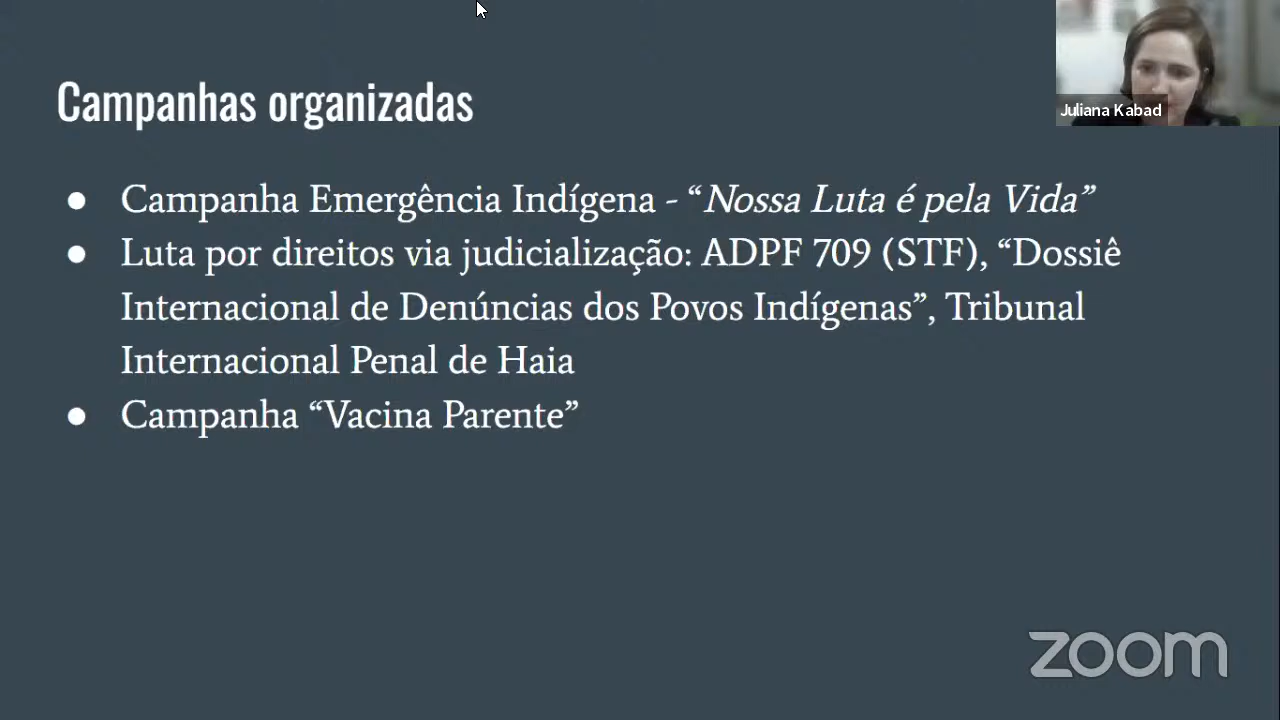 Campanhas organizadas
Juliana Kabad
● Campanha Emergência Indígena - “Nossa Luta é pela Vida”
● Luta por direitos via judicialização: ADPF 709 (STF), “Dossiê
Internacional de Denúncias dos Povos Indígenas”, Tribunal
Internacional Penal de Haia
● Campanha “Vacina Parente”
zoom